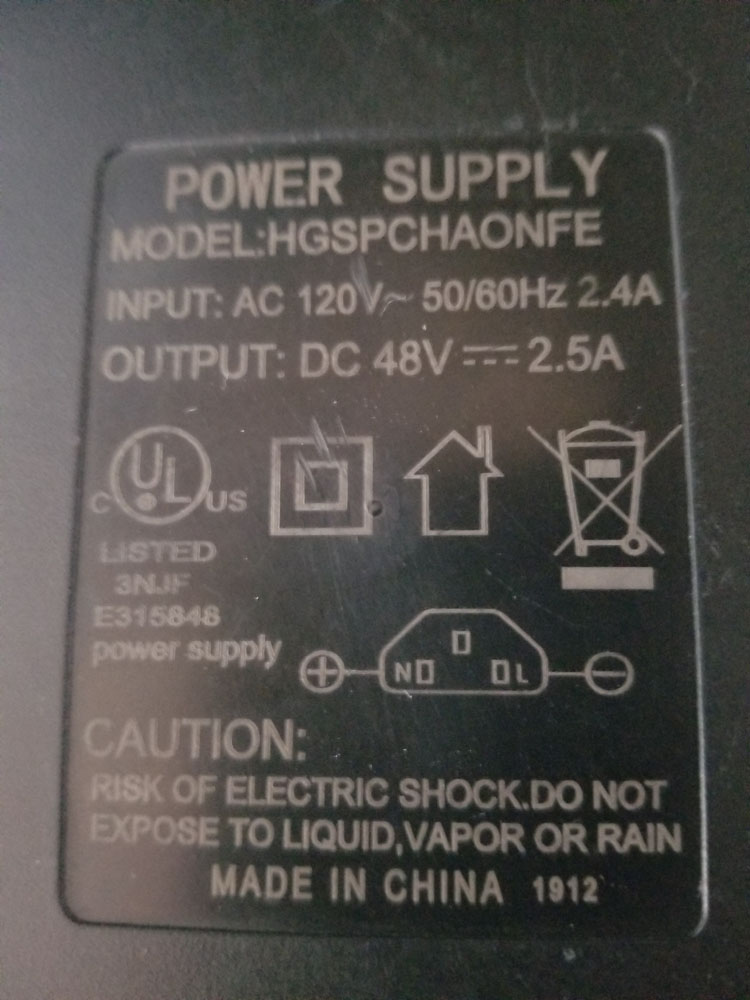 POWER SUPPLY
MODEL:HGSPCHAONFE
INPUT: AC 120V~ 50/60Hz 2.4A
OUTPUT: DC 48V⎓2.5A
C UL US
LISTED
3NJF
E315848
power supply
N L
CAUTION:
RISK OF ELECTRIC SHOCK.DO NOT
EXPOSE TO LIQUID,VAPOR OR RAIN
MADE IN CHINA 1912